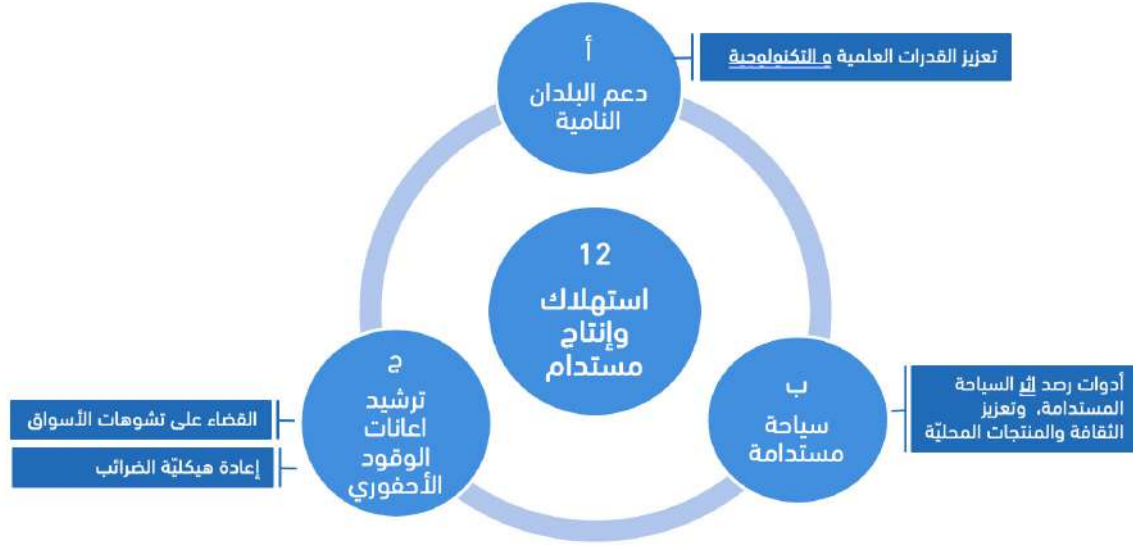 أ
دعم البلدان
النامية
تعزيز القدرات العلمية و التكنولوجية
12
استهلاك
وإنتاج
مستدام
ب
سياحة
مستدامة
أدوات رصد اثر السياحة
المستدامة، وتعزيز
الثقافة والمنتجات المحليّة
ج
ترشيد
اعانات
الوقود
الأحفوري
القضاء على تشوهات الأسواق
إعادة هيكليّة الضرائب